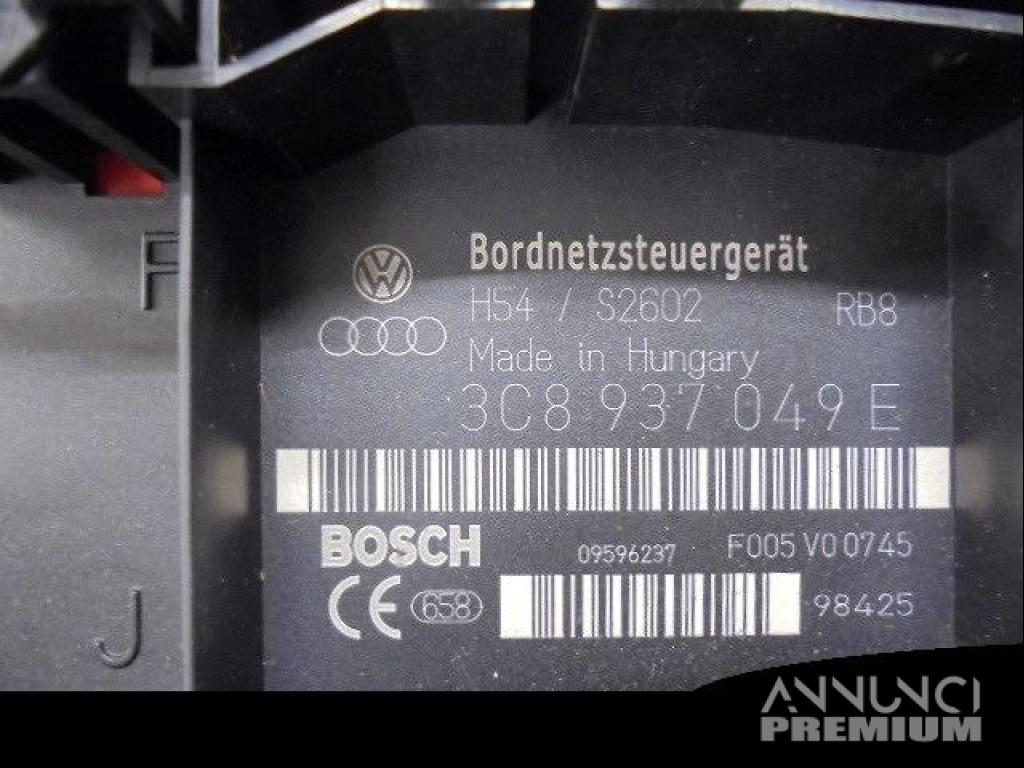 F
Bordnetzsteuergerät
H54 / S2602 RB8
Made in Hungary
3C8 937 049 E
BOSCH 09596237 F005 V0 0745
CE 658 98425
J
ANNUNCI
PREMIUM